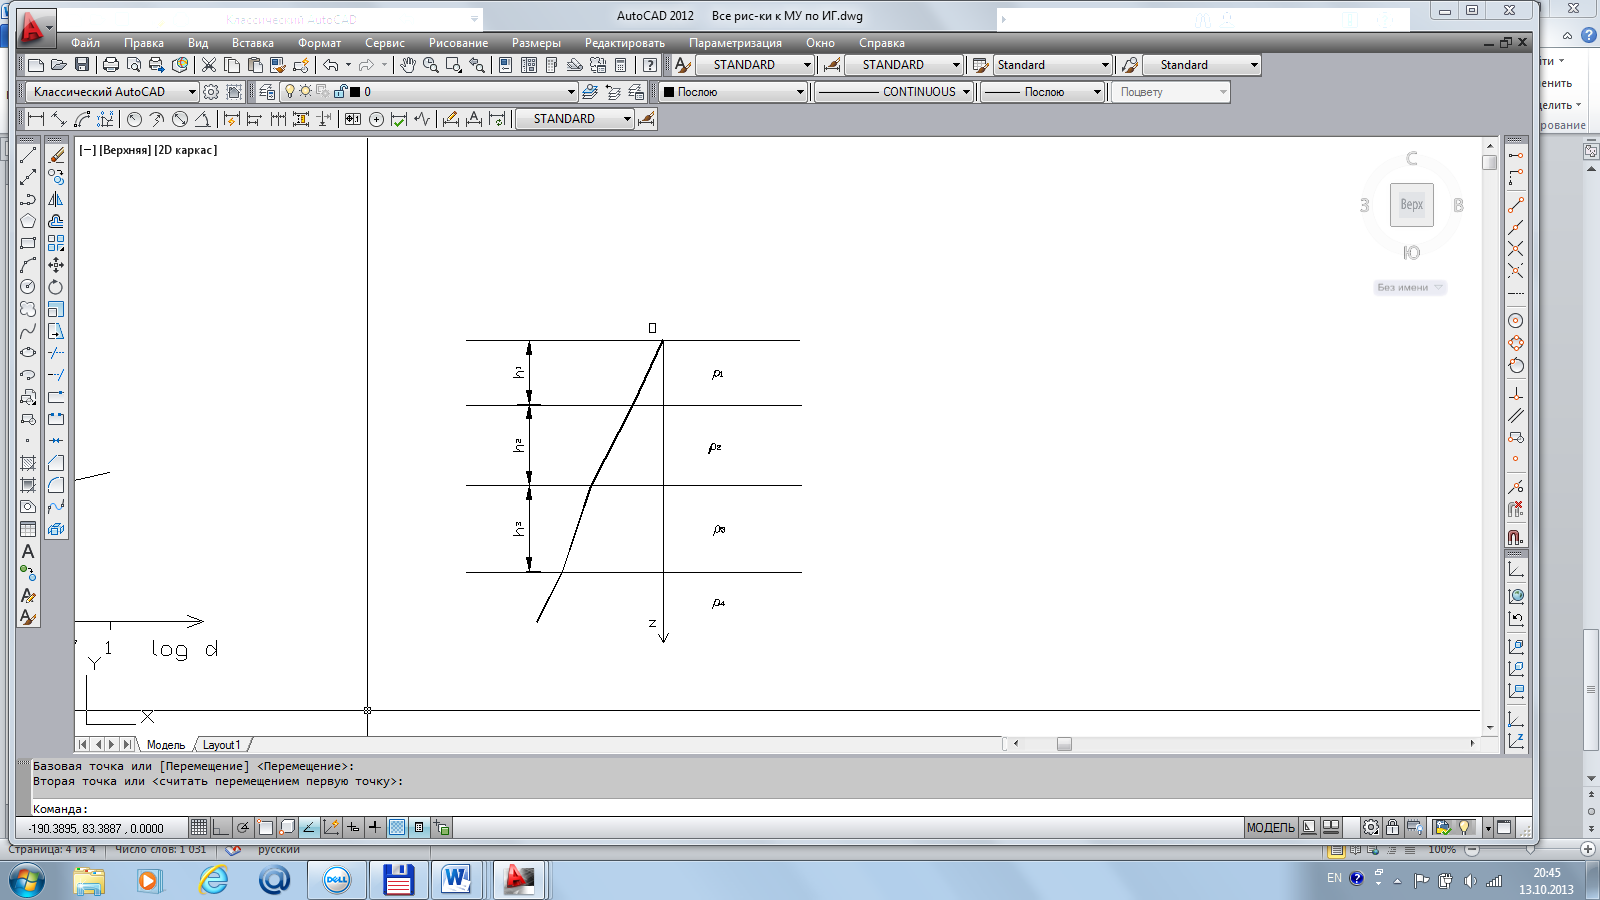 Классический AutoCAD
AutoCAD 2012 Все рис-ки к МУ по ИГ.dwg
Файл Правка Вид Вставка Формат Сервис Рисование Размеры Редактировать Параметризация Окно Справка
STANDARD STANDARD Standard Standard
Классический AutoCAD 0 Послою CONTINUOUS Послою Поцвету
STANDARD
[−] [Верхняя] [2D каркас]
С
З Верх В
Ю
Без имени
0
h1 ρ1
h2 ρ2
h3 ρ3
ρ4
z
1 log d
Y
X
Модель Layout1
Базовая точка или [Перемещение] <Перемещение>:
Вторая точка или <считать перемещением первую точку>:
Команда:
-190.3895, 83.3887 , 0.0000 МОДЕЛЬ
Страница: 4 из 4 Число слов: 1 031 русский 100%
EN 20:45
13.10.2013